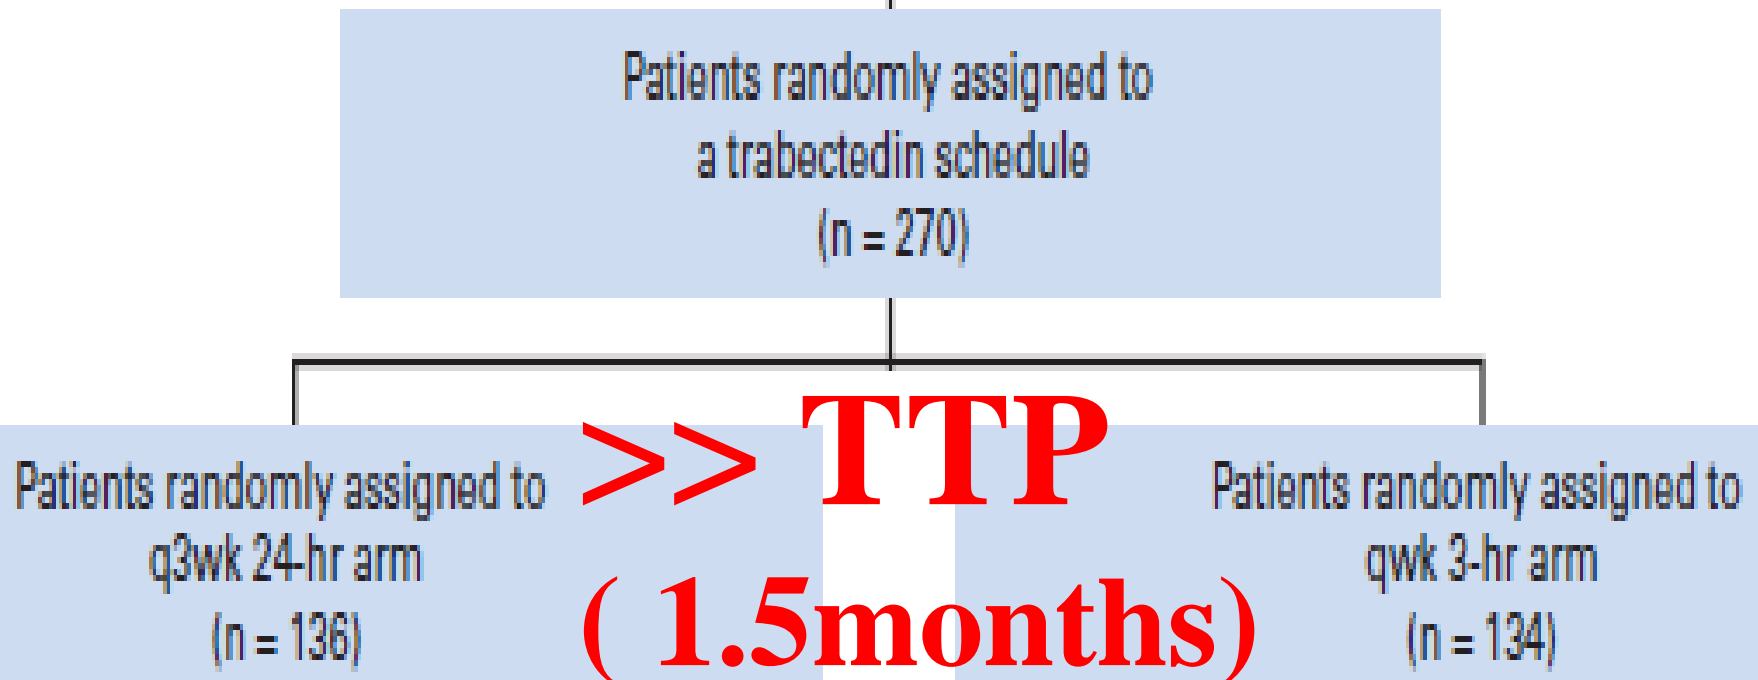 Patients randomly assigned to
a trabectedin schedule
(n = 270)
Patients randomly assigned to
q3wk 24-hr arm
(n = 136)
>> TTP
( 1.5months)
Patients randomly assigned to
qwk 3-hr arm
(n = 134)